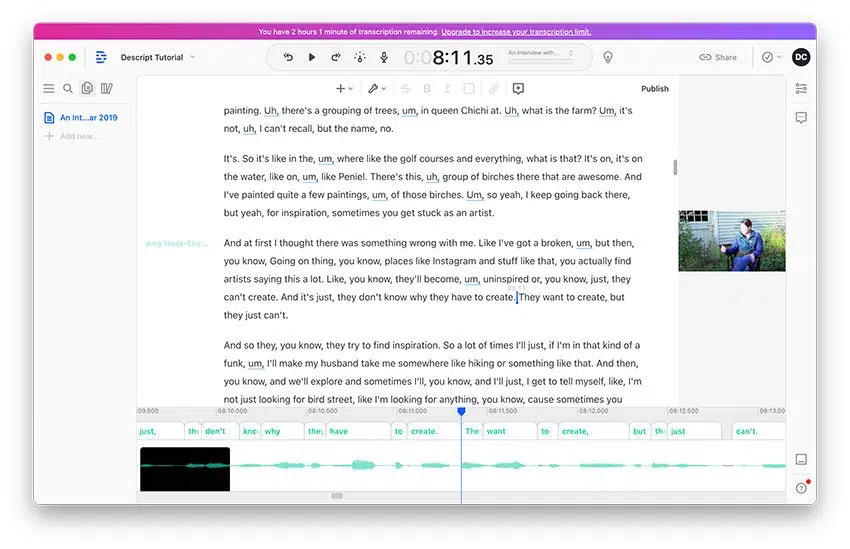 You have 2 hours 1 minute of transcription remaining. Upgrade to increase your transcription limit.
Descript Tutorial
0:08:11.35
An Interview with ...
Share
DC
An Int...ar 2019
Add new...
Publish
painting. Uh, there's a grouping of trees, um, in queen Chichi at. Uh, what is the farm? Um, it's
not, uh, I can't recall, but the name, no.
It's. So it's like in the, um, where like the golf courses and everything, what is that? It's on, it's on
the water, like on, um, like Peniel. There's this, uh, group of birches there that are awesome. And
I've painted quite a few paintings, um, of those birches. Um, so yeah, I keep going back there,
but yeah, for inspiration, sometimes you get stuck as an artist.
Amy Hook-The...
And at first I thought there was something wrong with me. Like I've got a broken, um, but then,
you know, Going on thing, you know, places like Instagram and stuff like that, you actually find
artists saying this a lot. Like, you know, they'll become, um, uninspired or, you know, just, they
08:11
can't create. And it's just, they don't know why they have to create. They want to create, but
they just can't.
And so they, you know, they try to find inspiration. So a lot of times I'll just, if I'm in that kind of a
funk, um, I'll make my husband take me somewhere like hiking or something like that. And then,
you know, and we'll explore and sometimes I'll, you know, and I'll just, I get to tell myself, like, I'm
not just looking for bird street, like I'm looking for anything, you know, cause sometimes you
09.500 08:10.000 08:10.500 08:11.000 08:11.500 08:12.000 08:12.500 08:13.0
just, the don't kno why they have to create. The want to create, but the just can't.